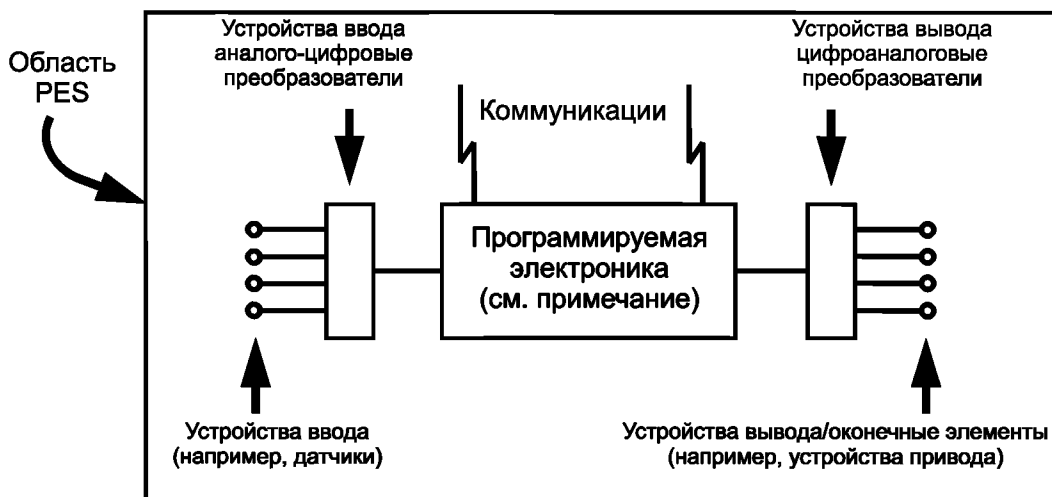 Область
PES
Устройства ввода
аналого-цифровые
преобразователи
Устройства вывода
цифроаналоговые
преобразователи
Коммуникации
Программируемая
электроника
(см. примечание)
Устройства ввода
(например, датчики)
Устройства вывода/оконечные элементы
(например, устройства привода)